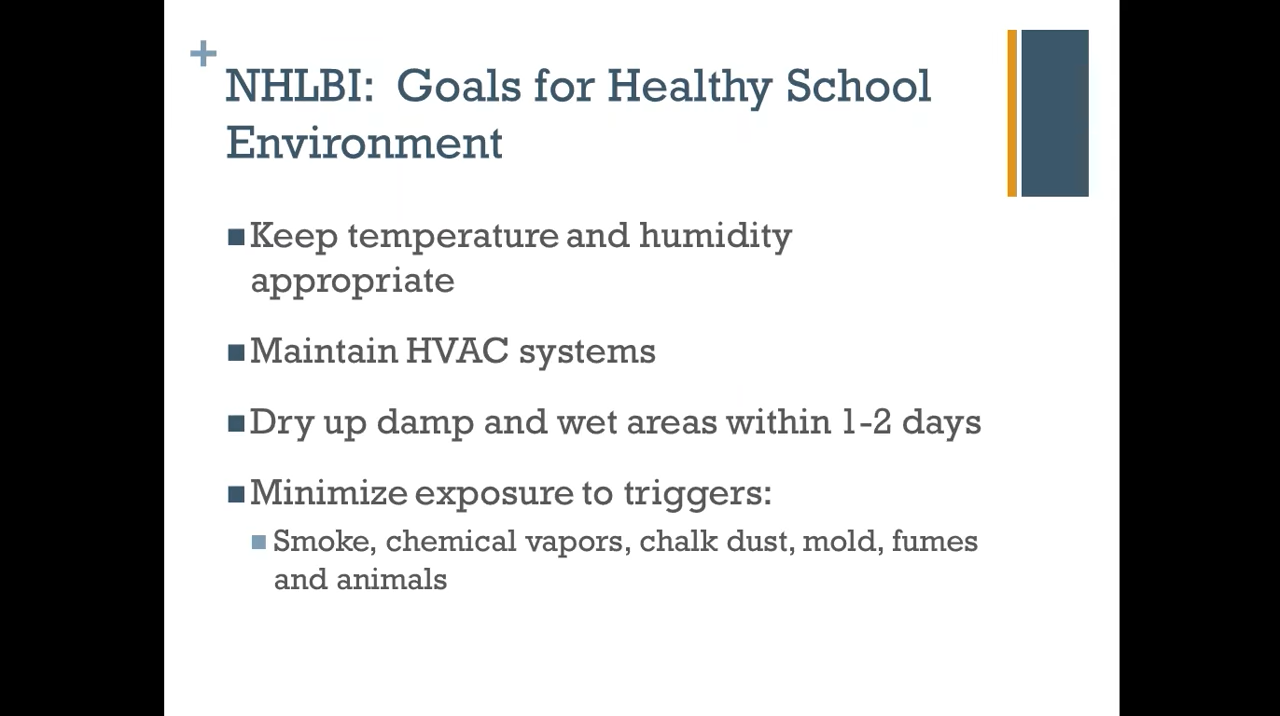 +
NHLBI: Goals for Healthy School
Environment
Keep temperature and humidity
appropriate
Maintain HVAC systems
Dry up damp and wet areas within 1-2 days
Minimize exposure to triggers:
Smoke, chemical vapors, chalk dust, mold, fumes
and animals